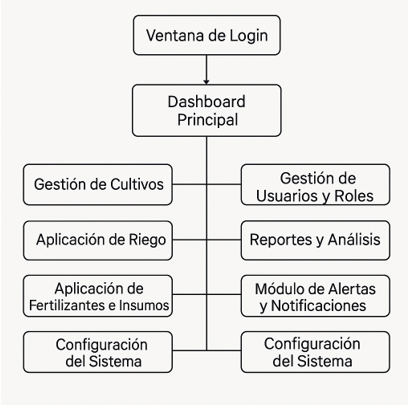 Ventana de Login
Dashboard
Principal
Gestión de Cultivos
Gestión de
Usuarios y Roles
Aplicación de Riego
Reportes y Análisis
Aplicación de
Fertilizantes e Insumos
Módulo de Alertas
y Notificaciones
Configuración
del Sistema
Configuración
del Sistema